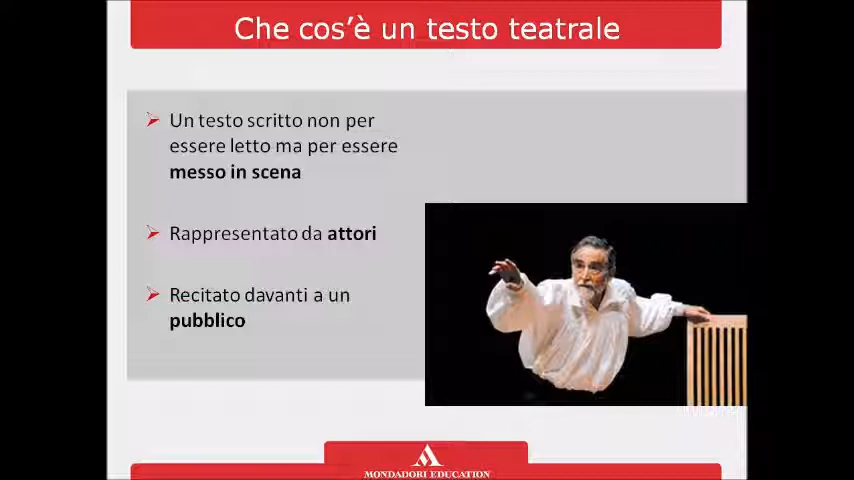 Che cos'è un testo teatrale
Un testo scritto non per
essere letto ma per essere
messo in scena
Rappresentato da attori
Recitato davanti a un
pubblico
MONDADORI EDUCATION